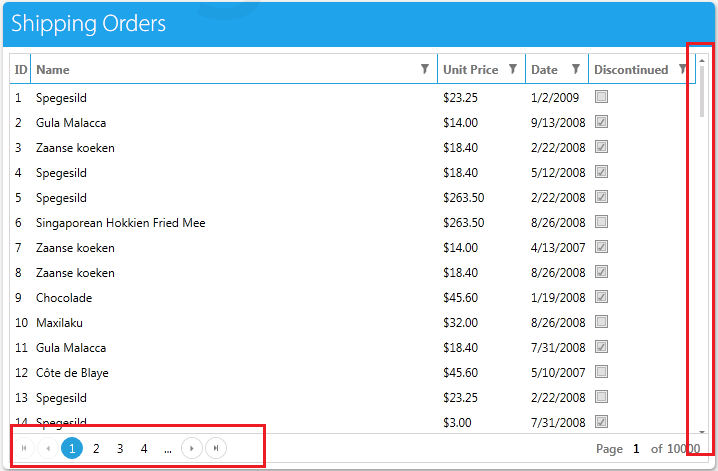 Shipping Orders
ID Name Unit Price Date Discontinued
1 Spegesild $23.25 1/2/2009
2 Gula Malacca $14.00 9/13/2008
3 Zaanse koeken $18.40 2/22/2008
4 Spegesild $18.40 5/12/2008
5 Spegesild $263.50 2/22/2008
6 Singaporean Hokkien Fried Mee $263.50 8/26/2008
7 Zaanse koeken $14.00 4/13/2007
8 Zaanse koeken $18.40 8/26/2008
9 Chocolade $45.60 1/19/2008
10 Maxilaku $32.00 8/26/2008
11 Gula Malacca $18.40 7/31/2008
12 Côte de Blaye $45.60 5/10/2007
13 Spegesild $23.25 2/22/2008
14 Spegesild $3.00 7/31/2008
1 2 3 4 ... Page 1 of 10000